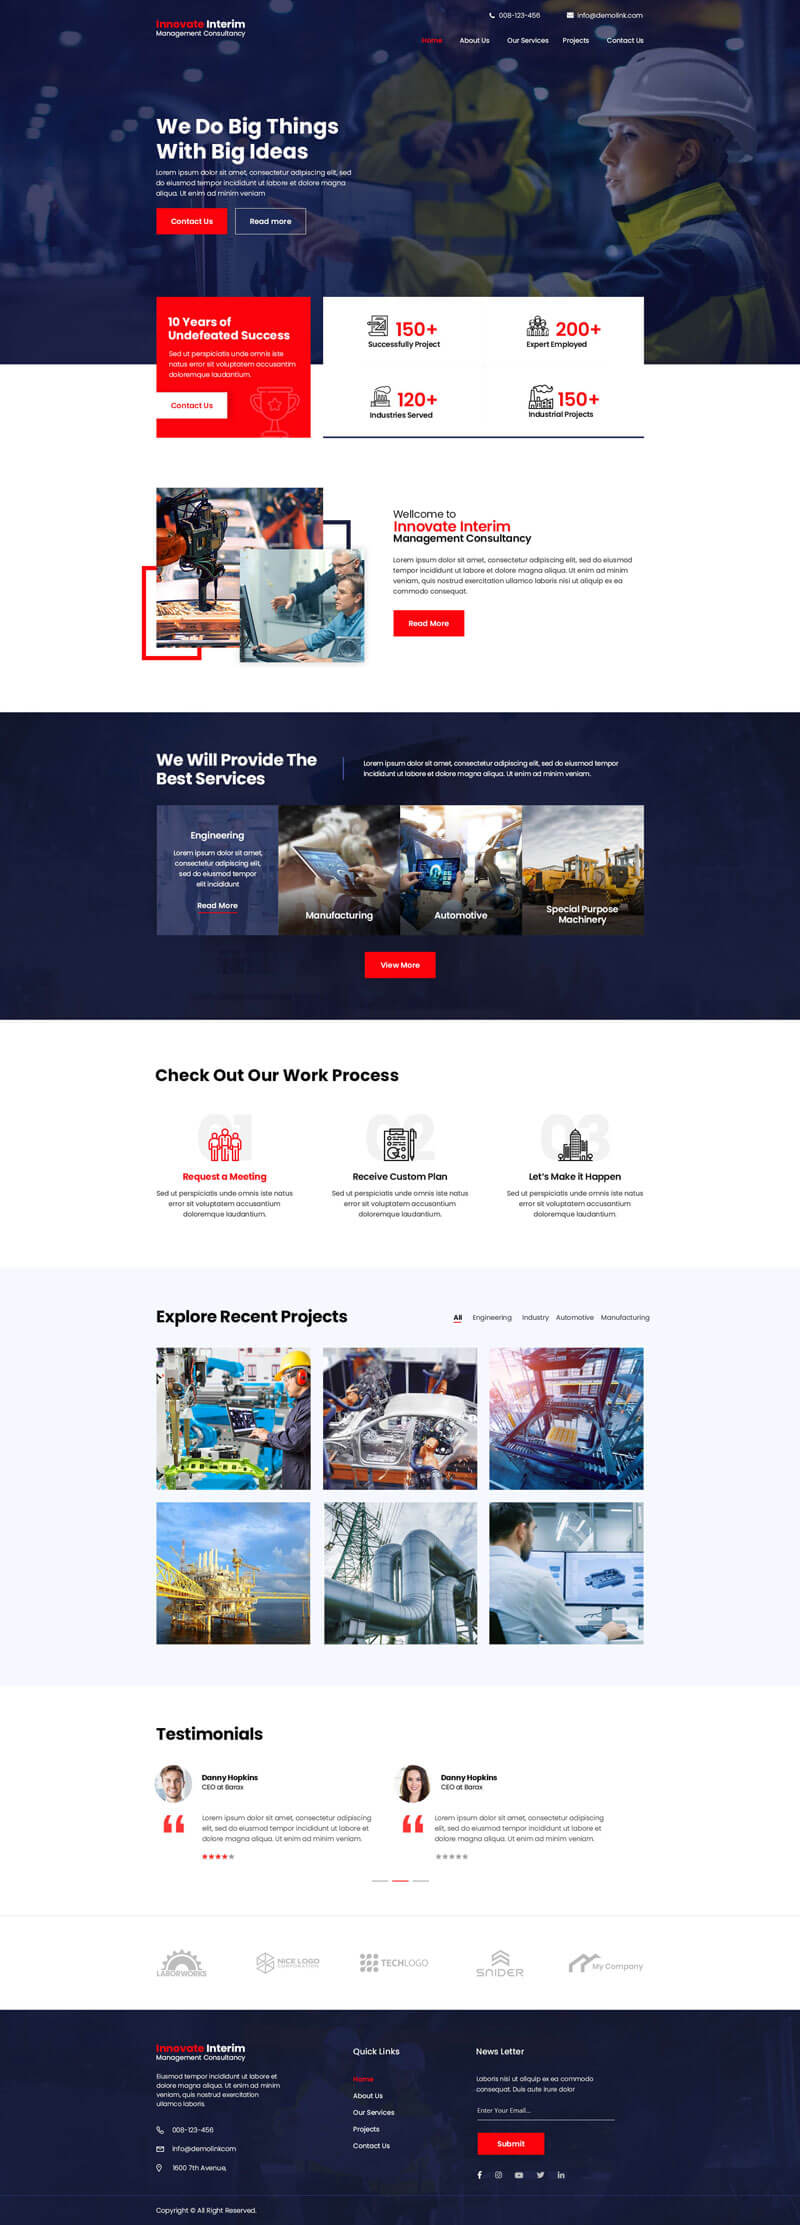 008-123-456
info@demolink.com
Innovate Interim
Management Consultancy
Home
About Us
Our Services
Projects
Contact Us
We Do Big Things
With Big Ideas
Lorem ipsum dolor sit amet, consectetur adipiscing elit, sed
do eiusmod tempor incididunt ut labore et dolore magna
aliqua. Ut enim ad minim veniam
Contact Us
Read more
10 Years of
Undefeated Success
Sed ut perspiciatis unde omnis iste
natus error sit voluptatem accusantim
doloremque laudantium.
Contact Us
150+
Successfully Project
200+
Expert Employed
120+
Industries Served
150+
Industrial Projects
Wellcome to
Innovate Interim
Management Consultancy
Lorem ipsum dolor sit amet, consectetur adipiscing elit, sed do eiusmod
tempor incididunt ut labore et dolore magna aliqua. Ut enim ad minim
veniam, quis nostrud exercitation ullamco laboris nisi ut aliquip ex ea
commodo consequat.
Read More
We Will Provide The
Best Services
Lorem ipsum dolor sit amet, consectetur adipiscing elit, sed do eiusmod tempor
incididunt ut labore et dolore magna aliqua. Ut enim ad minim veniam.
Engineering
Lorem ipsum dolor sit amet,
consectetur adipiscing elit,
sed do eiusmod tempor
elit incididunt
Read More
Manufacturing
Automotive
Special Purpose
Machinery
View More
Check Out Our Work Process
01
Request a Meeting
Sed ut perspiciatis unde omnis iste natus
error sit voluptatem accusantium
doloremque laudantium.
02
Receive Custom Plan
Sed ut perspiciatis unde omnis iste natus
error sit voluptatem accusantium
doloremque laudantium.
03
Let's Make it Happen
Sed ut perspiciatis unde omnis iste natus
error sit voluptatem accusantium
doloremque laudantium.
Explore Recent Projects
All
Engineering
Industry
Automotive
Manufacturing
Testimonials
Danny Hopkins
CEO at Barax
Lorem ipsum dolor sit amet, consectetur adipiscing
elit, sed do eiusmod tempor incididunt ut labore et
dolore magna aliqua. Ut enim ad minim veniam.
Danny Hopkins
CEO at Barax
Lorem ipsum dolor sit amet, consectetur adipiscing
elit, sed do eiusmod tempor incididunt ut labore et
dolore magna aliqua. Ut enim ad minim veniam.
LABORWORKS
NICE LOGO
CORPORATION
TECHLOGO
SNIDER
My Company
Innovate Interim
Management Consultancy
Eiusmod tempor incididunt ut labore et
dolore magna aliqua. Ut enim ad minim
veniam, quis nostrud exercitation
ullamco laboris.
008-123-456
info@demolinkcom
1600 7th Avenue,
Quick Links
Home
About Us
Our Services
Projects
Contact Us
News Letter
Laboris nisi ut aliquip ex ea commodo
consequat. Duis aute irure dolor
Enter Your Email...
Submit
Copyright © All Right Reserved.